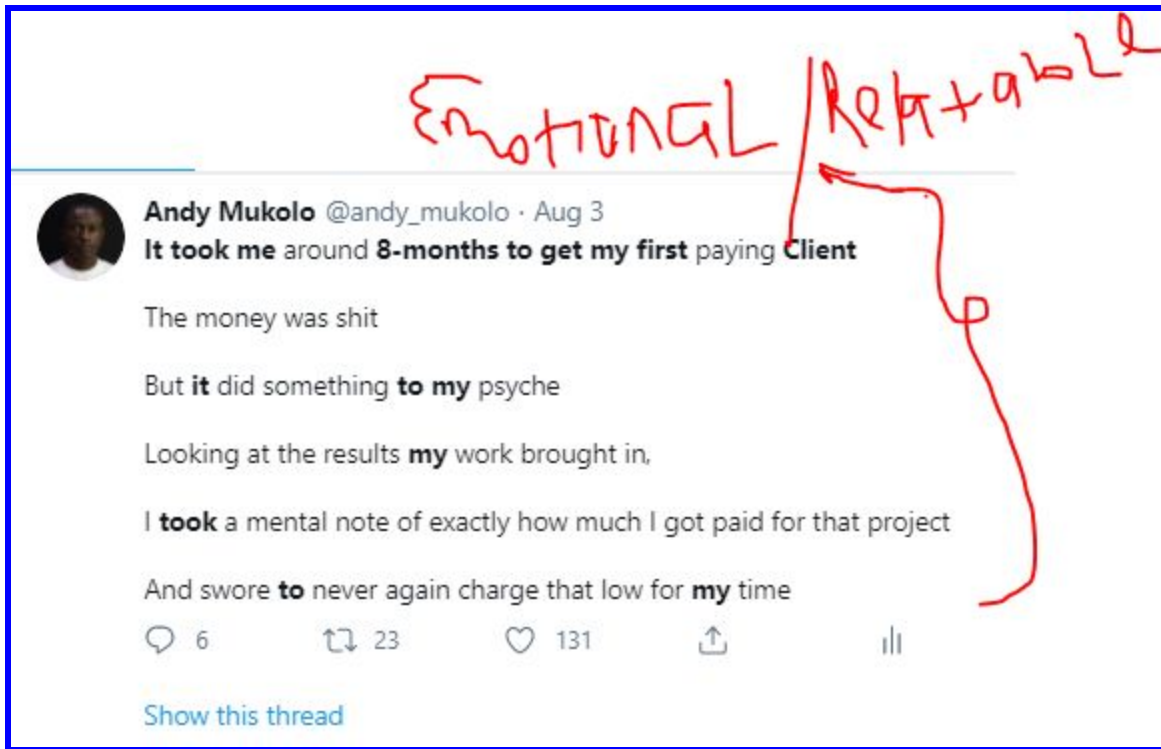 EmotionaL / Relatable
Andy Mukolo @andy_mukolo · Aug 3
It took me around 8-months to get my first paying Client
The money was shit
But it did something to my psyche
Looking at the results my work brought in,
I took a mental note of exactly how much I got paid for that project
And swore to never again charge that low for my time
6 23 131
Show this thread